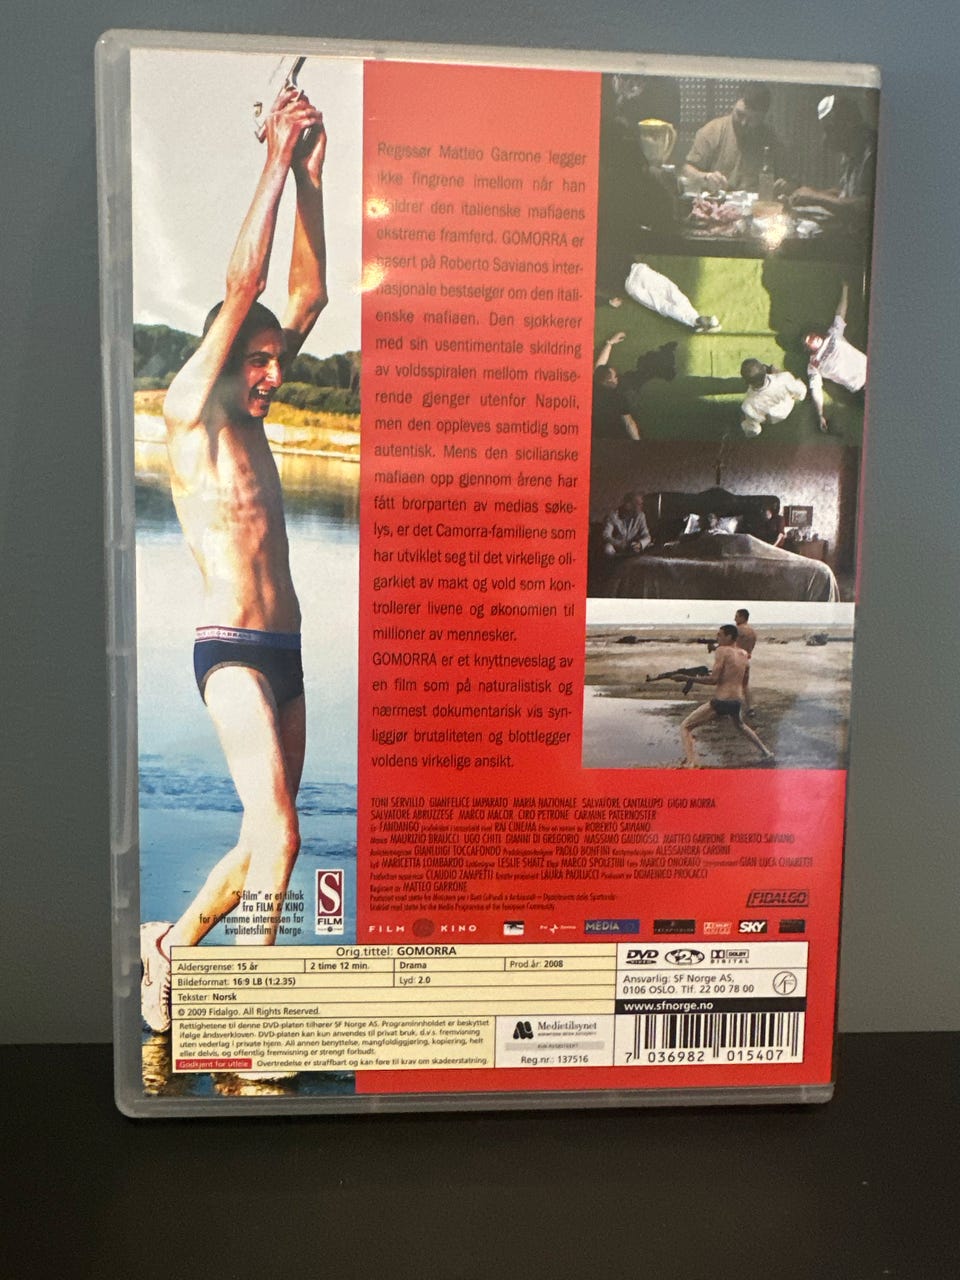 Regissør Matteo Garrone legger
ikke fingrene imellom når han
skildrer den italienske mafiaens
ekstreme framferd. GOMORRA er
basert på Roberto Savianos inter-
nasjonale bestselger om den itali-
enske mafiaen. Den sjokkerer
med sin usentimentale skildring
av voldsspiralen mellom rivalise-
rende gjenger utenfor Napoli,
men den oppleves samtidig som
autentisk. Mens den sicilianske
mafiaen opp gjennom årene har
fått brorparten av medias søke-
lys, er det Camorra-familiene som
har utviklet seg til det virkelige oli-
garkiet av makt og vold som kon-
trollerer livene og økonomien til
millioner av mennesker.
GOMORRA er et knyttneveslag av
en film som på naturalistisk og
nærmest dokumentarisk vis syn-
liggjør brutaliteten og blottlegger
voldens virkelige ansikt.
TONI SERVILLO GIANFELICE IMPARATO MARIA NAZIONALE SALVATORE CANTALUPO GIGIO MORRA
SALVATORE ABRUZZESE MARCO MACOR CIRO PETRONE CARMINE PATERNOSTER
FANDANGO RAI CINEMA ROBERTO SAVIANO
MAURIZIO BRAUCCI UGO CHITI GIANNI DI GREGORIO MASSIMO GAUDIOSO MATTEO GARRONE ROBERTO SAVIANO
GIANLUIGI TOCCAFONDO PAOLO BONFINI ALESSANDRA CARDINI
Lyd MARICETTA LOMBARDO LESLIE SHATZ MARCO SPOLETINI MARCO ONORATO GIAN LUCA CHIARETTI
CLAUDIO ZAMPETTI LAURA PAOLUCCI DOMENICO PROCACCI
Regissert av MATTEO GARRONE
"S-film" er et tiltak
fra FILM & KINO
for å fremme interessen for
kvalitetsfilm i Norge.
S
FILM
FIDALGO
FILM KINO
MEDIA
SKY
Orig.tittel: GOMORRA
Aldersgrense: 15 år
2 time 12 min.
Drama
Prod.år: 2008
Bildeformat: 16:9 LB (1:2.35)
Lyd: 2.0
Tekster: Norsk
© 2009 Fidalgo. All Rights Reserved.
Rettighetene til denne DVD-platen tilhører SF Norge AS. Programinnholdet er beskyttet
ifølge åndsverkloven. DVD-platen kan kun anvendes til privat bruk, d.v.s. fremvisning
uten vederlag i private hjem. All annen benyttelse, mangfoldiggjøring, kopiering, helt
eller delvis, og offentlig fremvisning er strengt forbudt.
Godkjent for utleie Overtredelse er straffbart og kan føre til krav om skadeerstatning.
Medietilsynet
Reg.nr.: 137516
DVD
VIDEO
2
DOLBY
DIGITAL
Ansvarlig: SF Norge AS,
0106 OSLO. Tlf. 22 00 78 00
www.sfnorge.no
7 036982 015407